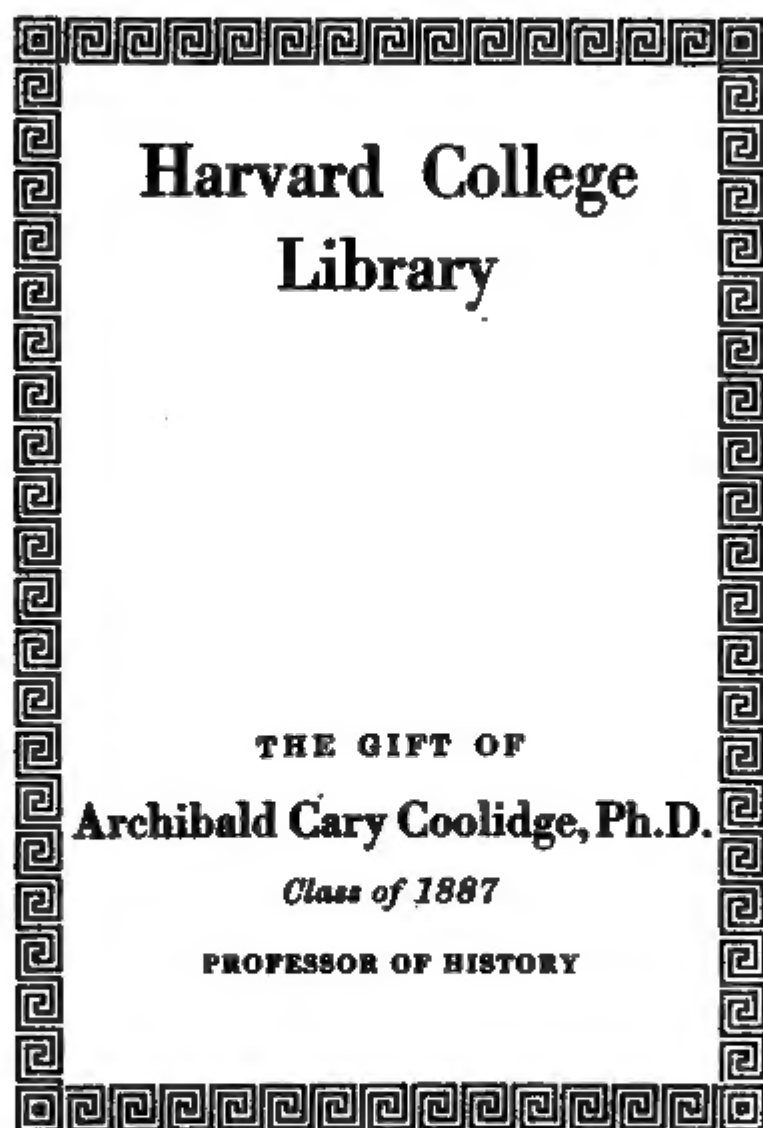 Harvard College
Library
THE GIFT OF
Archibald Cary Coolidge, Ph.D.
Class of 1887
PROFESSOR OF HISTORY